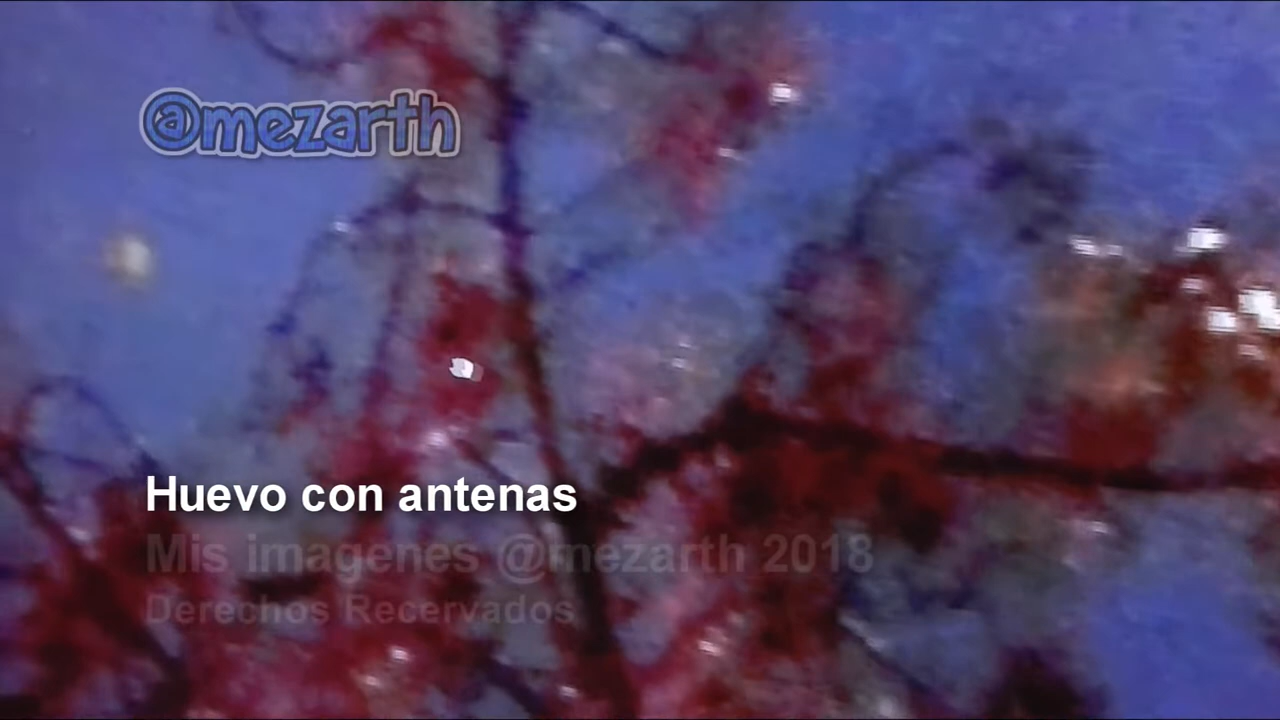 @mezarth
Huevo con antenas
Mis imagenes @mezarth 2018
Derechos Recervados